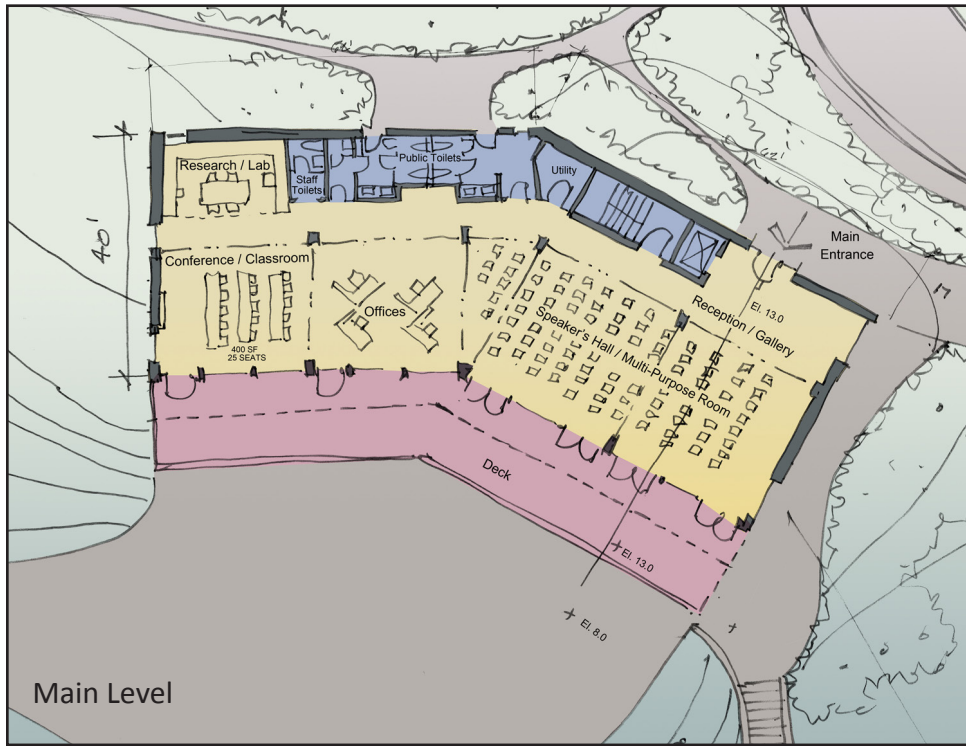 Research / Lab
Staff
Toilets
Public Toilets
Utility
Main
Entrance
40'
Conference / Classroom
400 SF
25 SEATS
Offices
El. 13.0
Reception / Gallery
Speaker's Hall / Multi-Purpose Room
Deck
El. 13.0
El. 8.0
Main Level